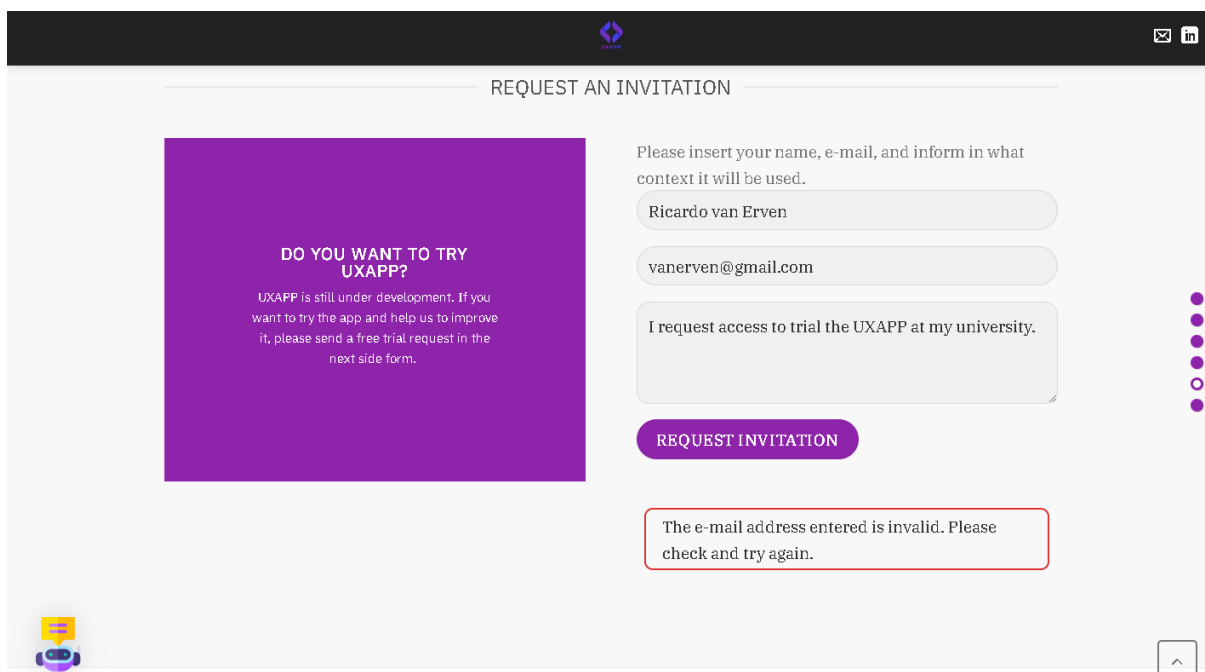 UXAPP
in
REQUEST AN INVITATION
DO YOU WANT TO TRY
UXAPP?
UXAPP is still under development. If you
want to try the app and help us to improve
it, please send a free trial request in the
next side form.
Please insert your name, e-mail, and inform in what
context it will be used.
Ricardo van Erven
vanerven@gmail.com
I request access to trial the UXAPP at my university.
REQUEST INVITATION
The e-mail address entered is invalid. Please
check and try again.